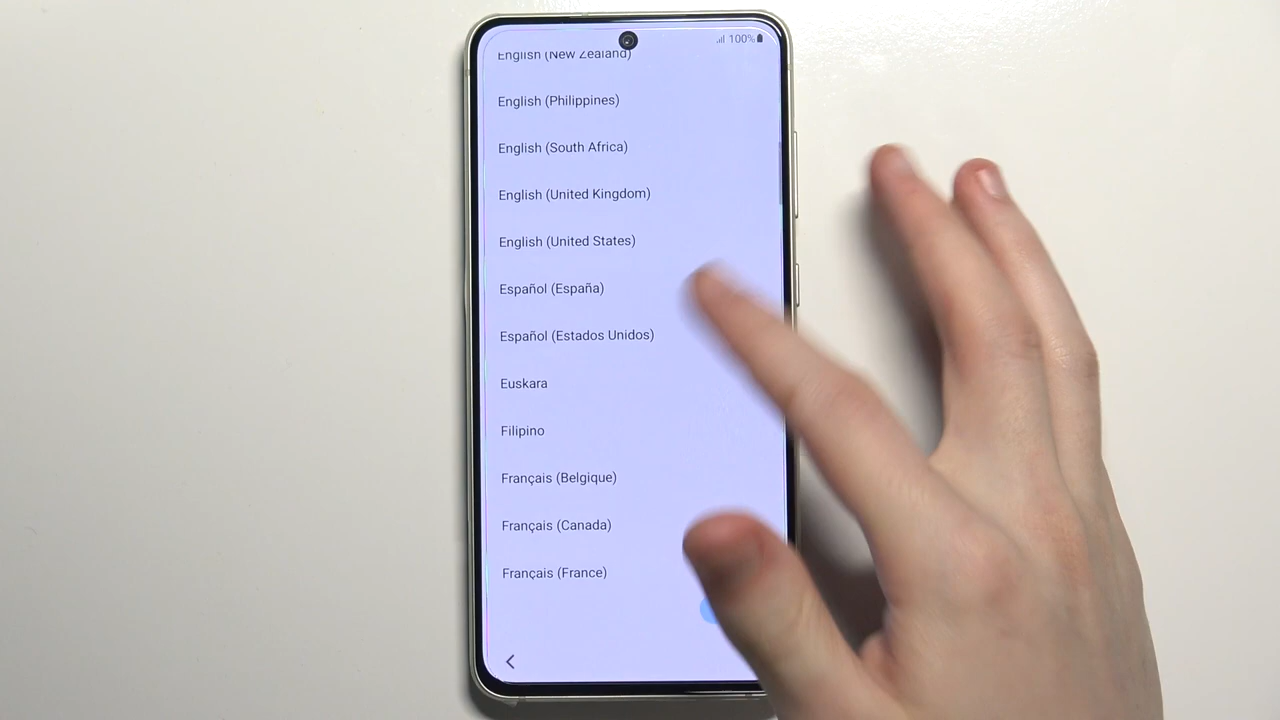 100%
English (New Zealand)
English (Philippines)
English (South Africa)
English (United Kingdom)
English (United States)
Español (España)
Español (Estados Unidos)
Euskara
Filipino
Français (Belgique)
Français (Canada)
Français (France)